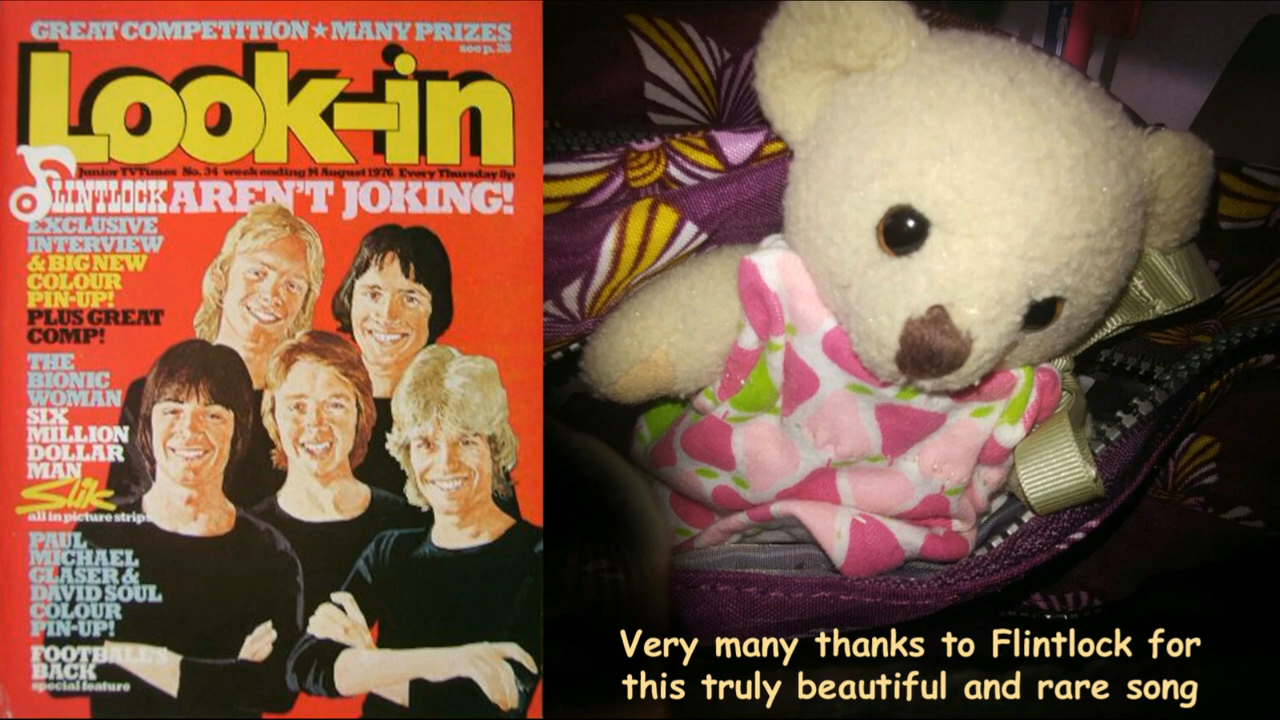 GREAT COMPETITION ★ MANY PRIZES
see p. 26
Look-in
Junior TVTimes No. 34 week ending 14 August 1976 Every Thursday 8p
FLINTLOCK AREN'T JOKING!
EXCLUSIVE
INTERVIEW
& BIG NEW
COLOUR
PIN-UP!
PLUS GREAT
COMP!
THE
BIONIC
WOMAN
SIX
MILLION
DOLLAR
MAN
Slik
all in picture strips
PAUL
MICHAEL
GLASER &
DAVID SOUL
COLOUR
PIN-UP!
FOOTBALL'S
BACK
special feature
Very many thanks to Flintlock for
this truly beautiful and rare song